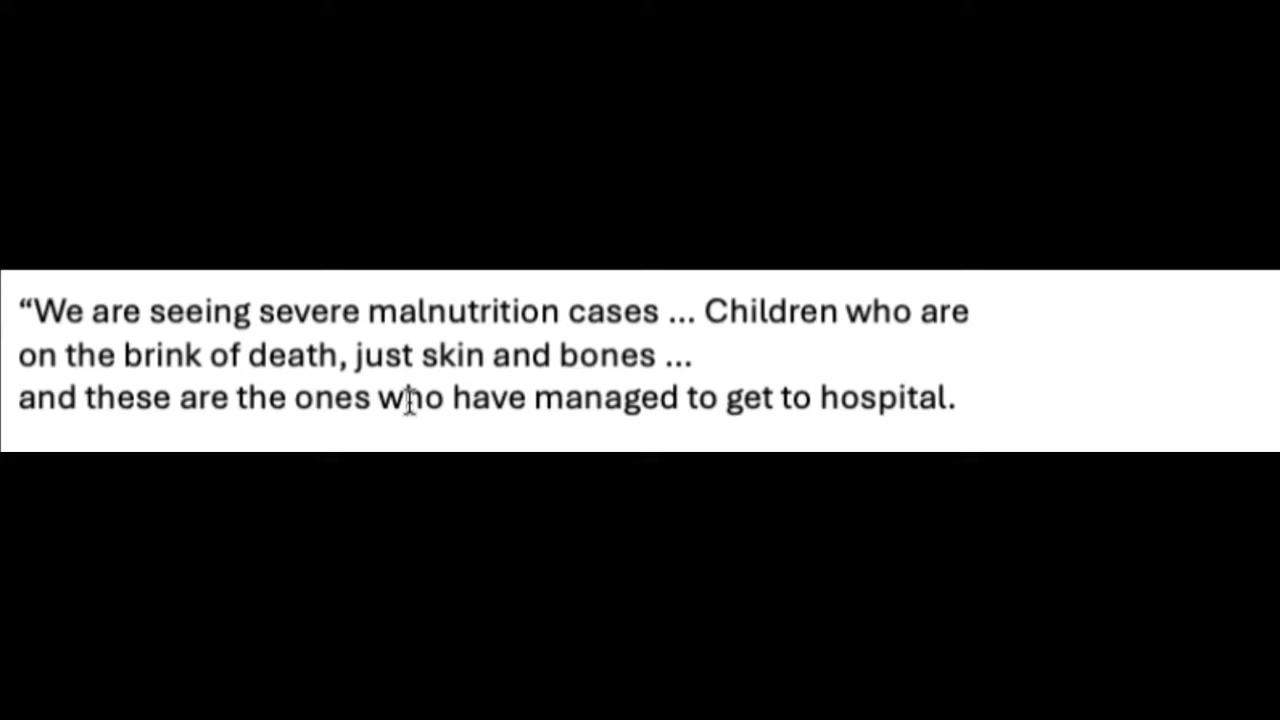 “We are seeing severe malnutrition cases ... Children who are
on the brink of death, just skin and bones ...
and these are the ones who have managed to get to hospital.